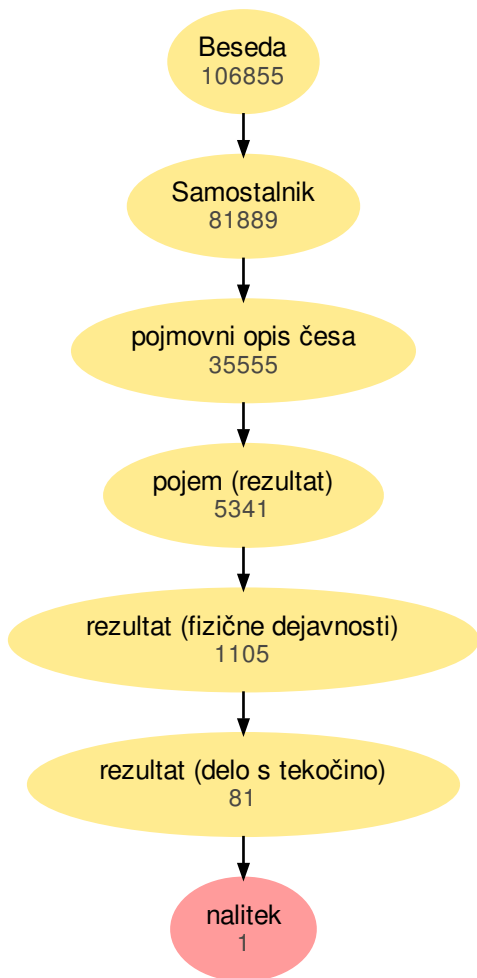 Beseda
106855
Samostalnik
81889
pojmovni opis česa
35555
pojem (rezultat)
5341
rezultat (fizične dejavnosti)
1105
rezultat (delo s tekočino)
81
nalitek
1